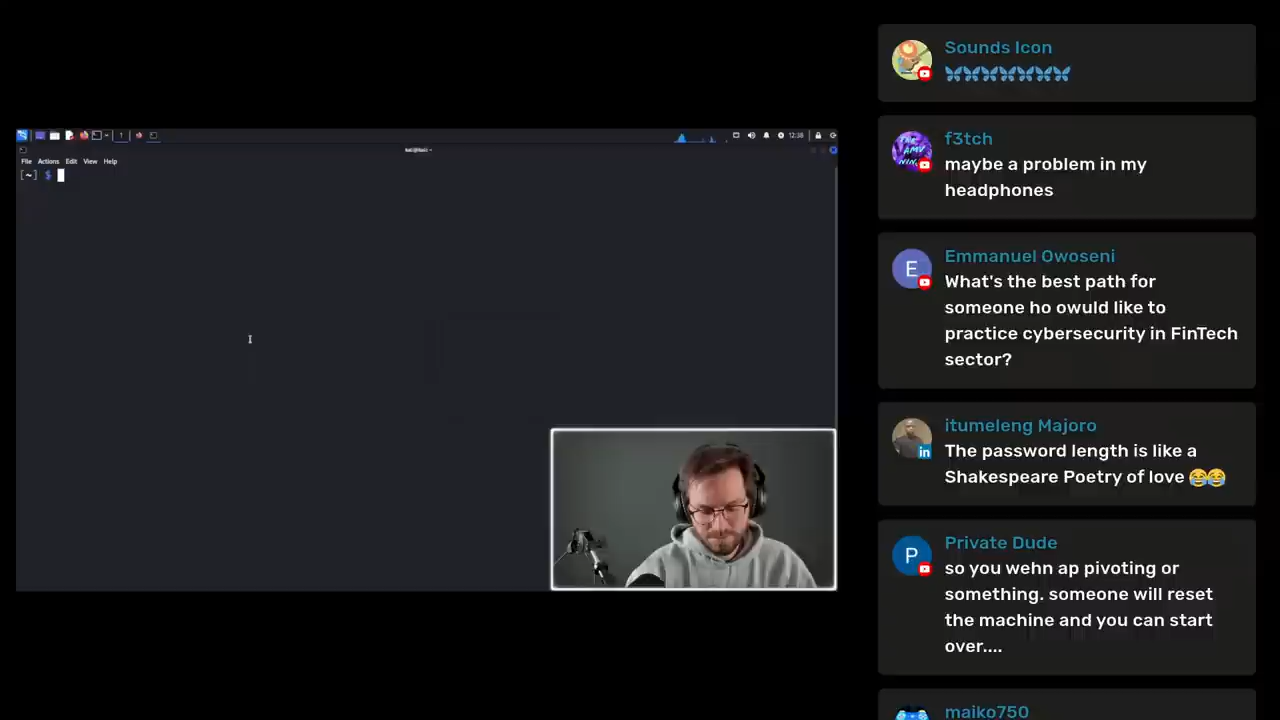 12:38
File Actions Edit View Help
[~] $
Sounds Icon
f3tch
maybe a problem in my
headphones
E
Emmanuel Owoseni
What's the best path for
someone ho owuld like to
practice cybersecurity in FinTech
sector?
itumeleng Majoro
The password length is like a
Shakespeare Poetry of love 😂😂
P
Private Dude
so you wehn ap pivoting or
something. someone will reset
the machine and you can start
over....
maiko750